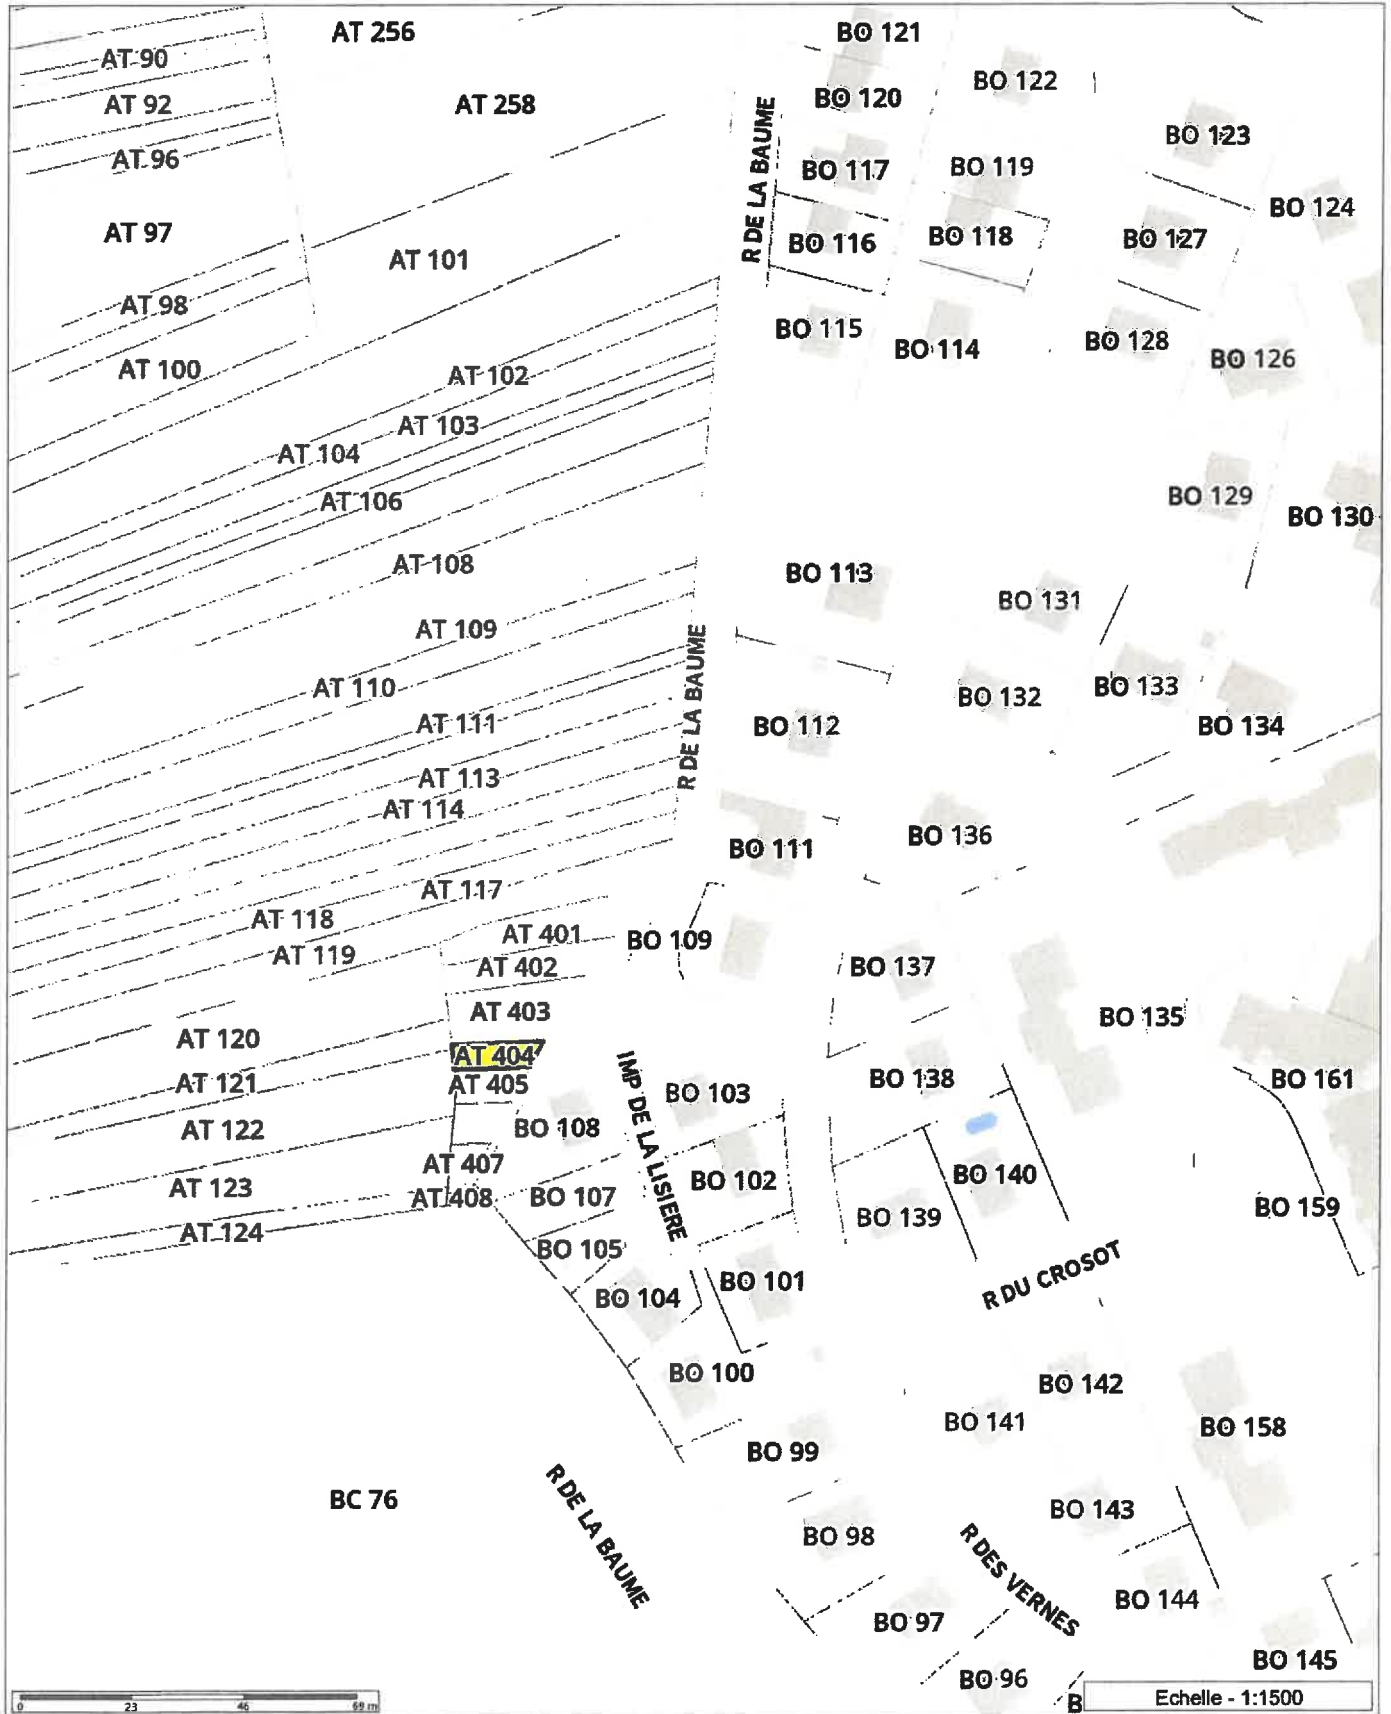 AT 256
BO 121
AT 90
BO 122
AT 92
AT 258
BO 120
BO 123
AT 96
R DE LA BAUME
BO 117
BO 119
BO 124
AT 97
BO 116
BO 118
BO 127
AT 101
AT 98
BO 115
BO 114
BO 128
BO 126
AT 100
AT 102
AT 103
AT 104
AT 106
BO 129
BO 130
AT 108
BO 113
BO 131
AT 109
AT 110
R DE LA BAUME
BO 132
BO 133
AT 111
BO 112
BO 134
AT 113
AT 114
BO 111
BO 136
AT 117
AT 118
AT 401
BO 109
AT 119
AT 402
BO 137
AT 403
BO 135
AT 120
AT 404
AT 121
AT 405
IMP DE LA LISIERE
BO 103
BO 138
BO 161
AT 122
BO 108
AT 407
BO 102
BO 140
AT 123
AT 408
BO 107
BO 139
BO 159
AT 124
BO 105
BO 101
R DU CROSOT
BO 104
BO 100
BO 142
BO 141
BO 158
BO 99
BC 76
R DE LA BAUME
BO 98
BO 143
R DES VERNES
BO 144
BO 97
BO 145
BO 96
B
0 23 46 69 m
Echelle - 1:1500